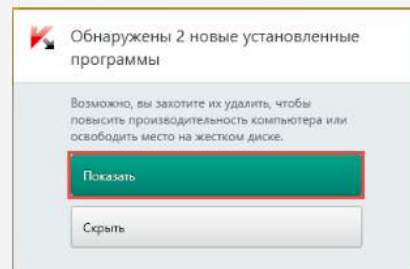 Обнаружены 2 новые установленные
программы
Возможно, вы захотите их удалить, чтобы
повысить производительность компьютера или
освободить место на жестком диске.
Показать
Скрыть